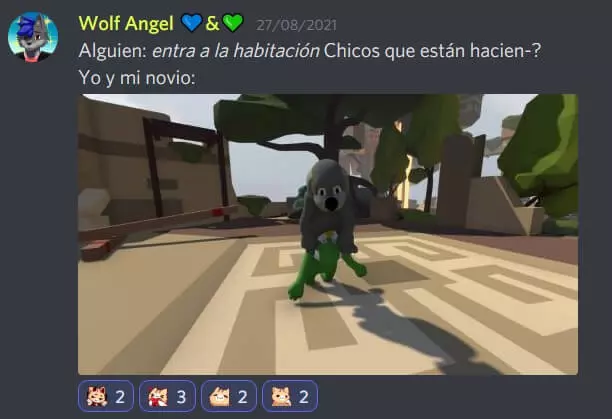 Wolf Angel 💙&💚 27/08/2021
Alguien: entra a la habitación Chicos que están hacien-?
Yo y mi novio:
2 3 2 2